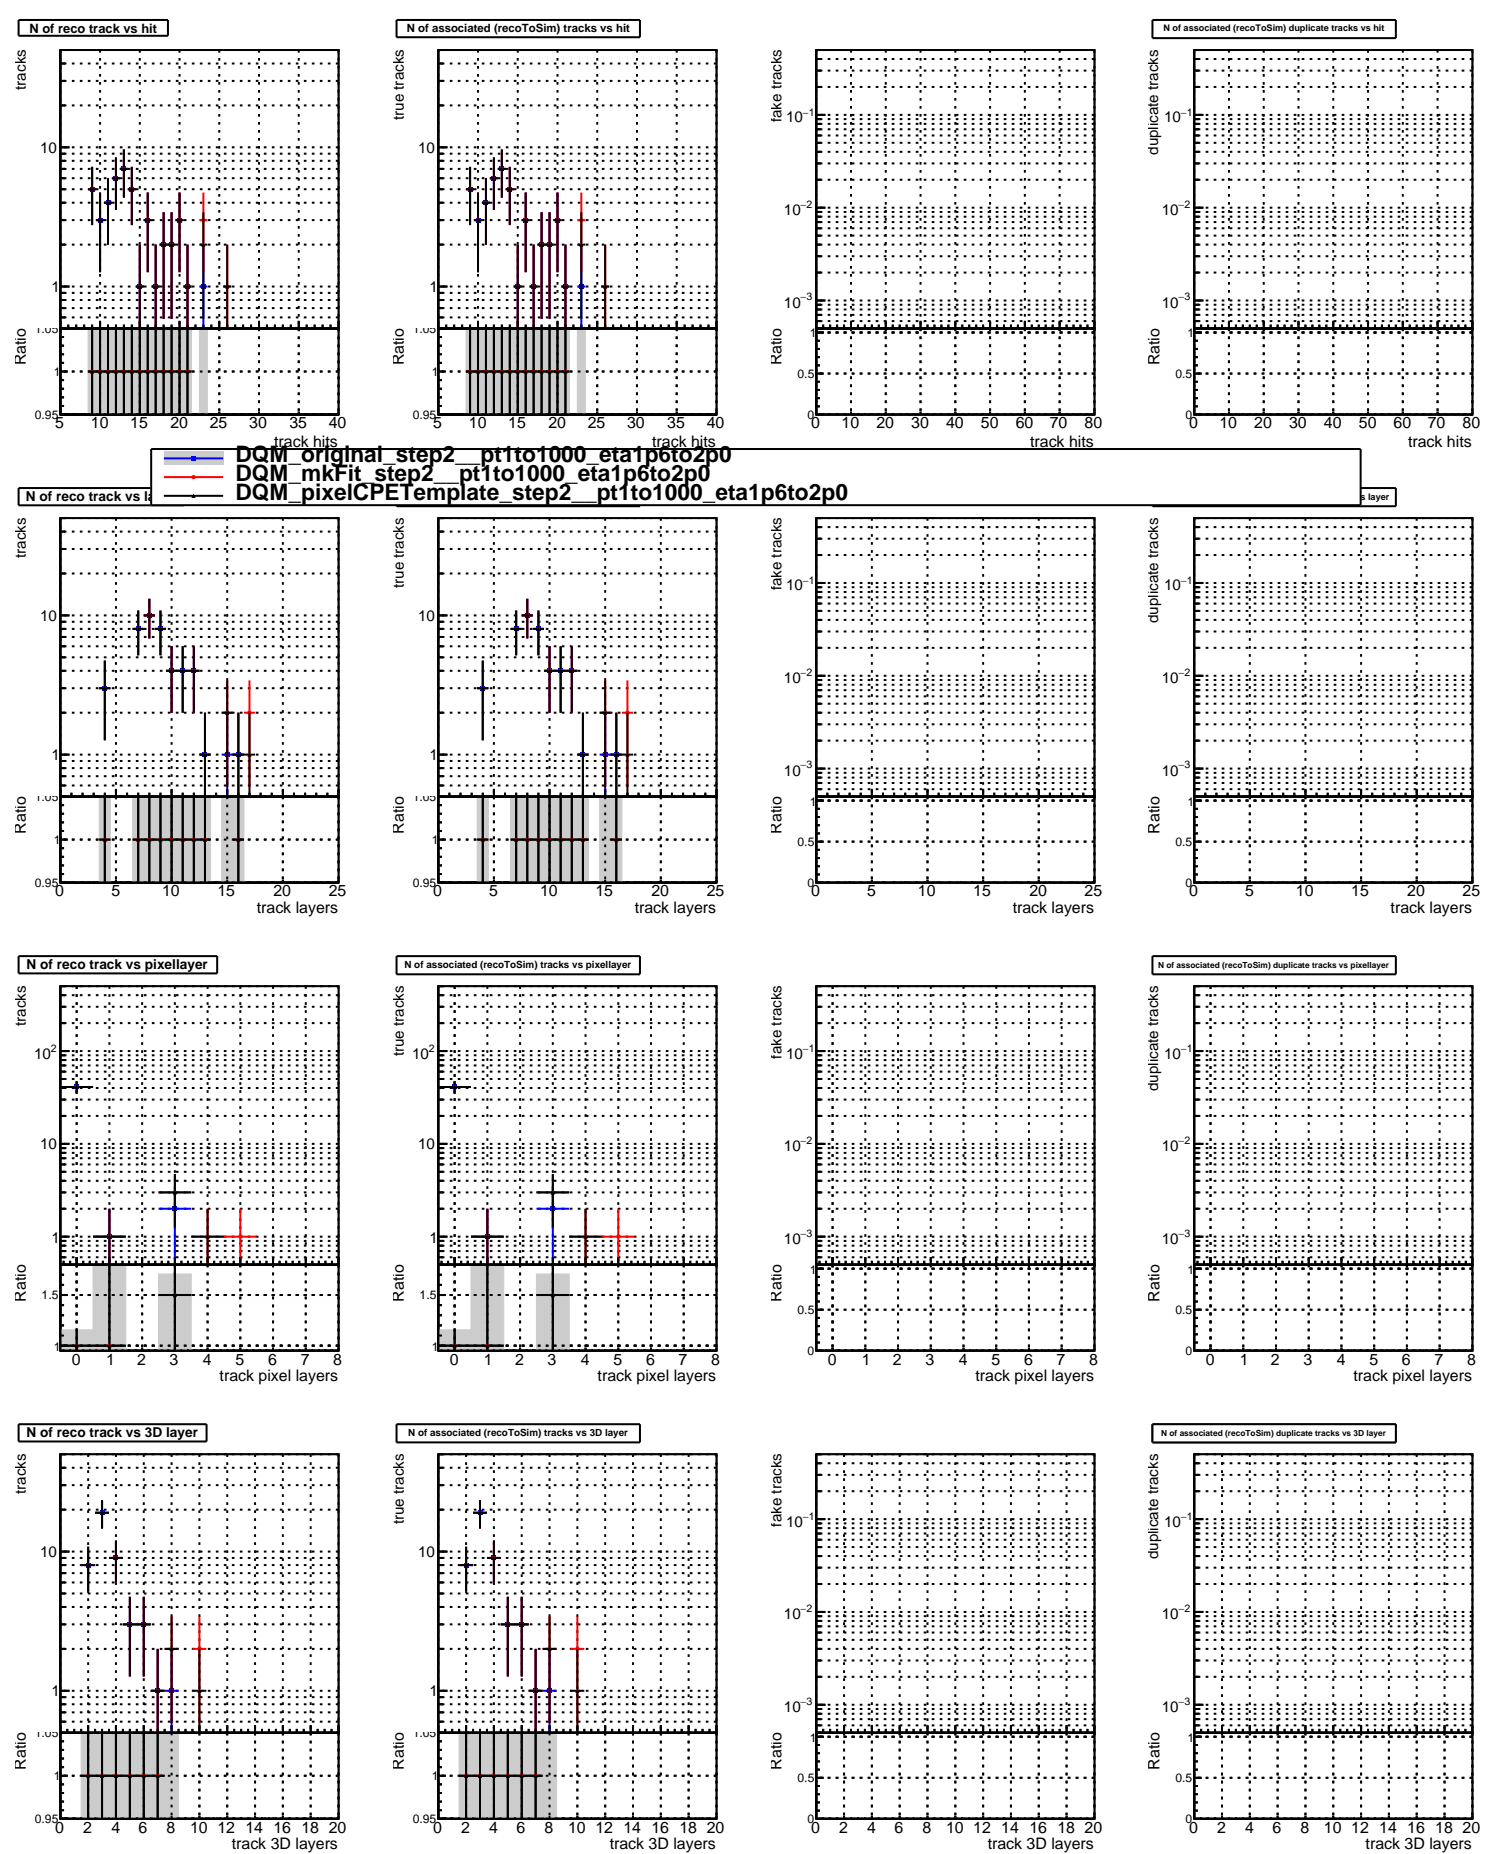 N of reco track vs hit
N of associated (recoToSim) tracks vs hit
N of associated (recoToSim) duplicate tracks vs hit
tracks
10
1
Ratio
1.05
1
0.95
5 10 15 20 25 30 35 40
track hits
true tracks
10
1
Ratio
1.05
1
0.95
5 10 15 20 25 30 35 40
track hits
fake tracks
10−1
10−2
10−3
Ratio
1
0.5
0
0 10 20 30 40 50 60 70 80
track hits
duplicate tracks
10−1
10−2
10−3
Ratio
1
0.5
0
0 10 20 30 40 50 60 70 80
track hits
DQM_original_step2__pt1to1000_eta1p6to2p0
DQM_mkFit_step2__pt1to1000_eta1p6to2p0
DQM_pixelCPETemplate_step2__pt1to1000_eta1p6to2p0
N of reco track vs la
s layer
tracks
10
1
Ratio
1.05
1
0.95
0 5 10 15 20 25
track layers
true tracks
10
1
Ratio
1.05
1
0.95
0 5 10 15 20 25
track layers
fake tracks
10−1
10−2
10−3
Ratio
1
0.5
0
0 5 10 15 20 25
track layers
duplicate tracks
10−1
10−2
10−3
Ratio
1
0.5
0
0 5 10 15 20 25
track layers
N of reco track vs pixellayer
N of associated (recoToSim) tracks vs pixellayer
N of associated (recoToSim) duplicate tracks vs pixellayer
tracks
102
10
1
Ratio
1.5
1
0 1 2 3 4 5 6 7 8
track pixel layers
true tracks
102
10
1
Ratio
1.5
1
0 1 2 3 4 5 6 7 8
track pixel layers
fake tracks
10−1
10−2
10−3
Ratio
1
0.5
0
0 1 2 3 4 5 6 7 8
track pixel layers
duplicate tracks
10−1
10−2
10−3
Ratio
1
0.5
0
0 1 2 3 4 5 6 7 8
track pixel layers
N of reco track vs 3D layer
N of associated (recoToSim) tracks vs 3D layer
N of associated (recoToSim) duplicate tracks vs 3D layer
tracks
10
1
Ratio
1.05
1
0.95
0 2 4 6 8 10 12 14 16 18 20
track 3D layers
true tracks
10
1
Ratio
1.05
1
0.95
0 2 4 6 8 10 12 14 16 18 20
track 3D layers
fake tracks
10−1
10−2
10−3
Ratio
1
0.5
0
0 2 4 6 8 10 12 14 16 18 20
track 3D layers
duplicate tracks
10−1
10−2
10−3
Ratio
1
0.5
0
0 2 4 6 8 10 12 14 16 18 20
track 3D layers